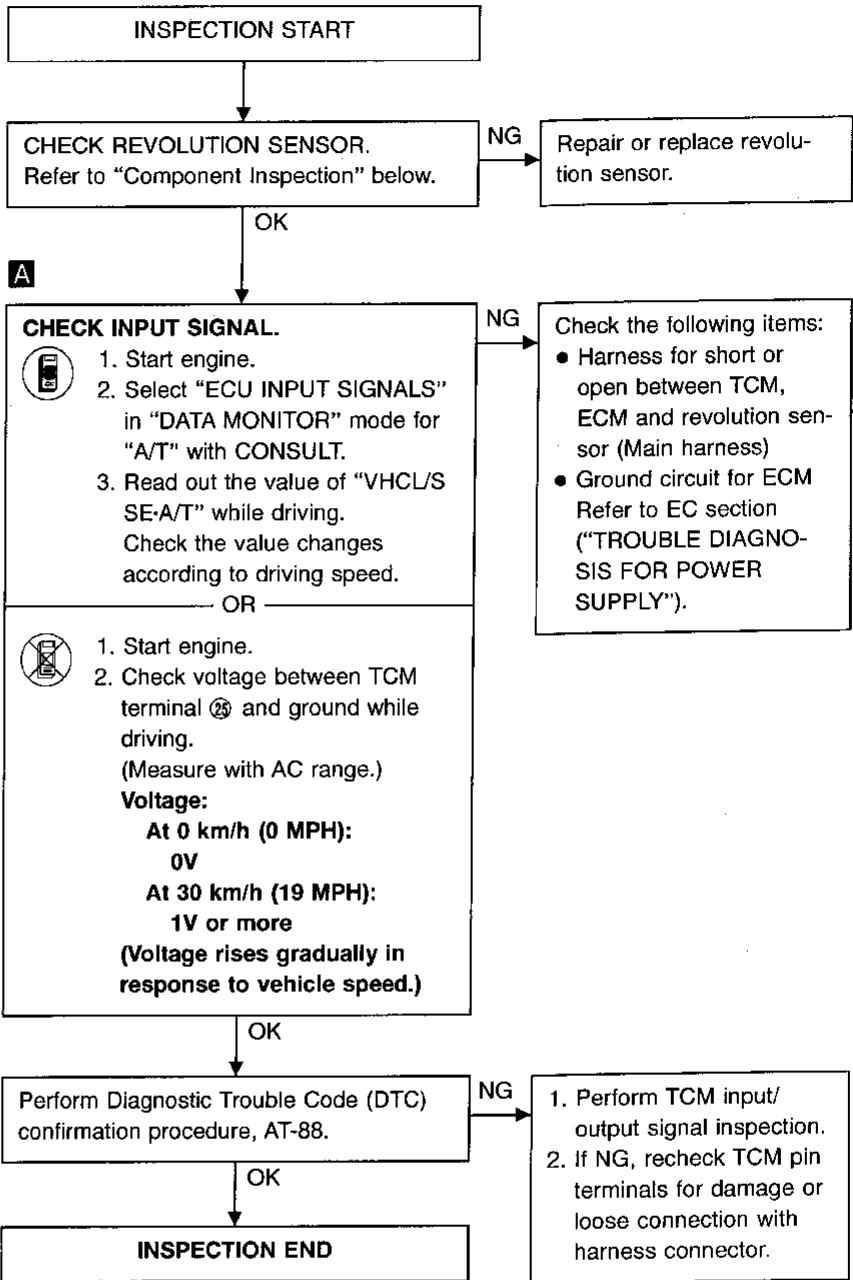 INSPECTION START
CHECK REVOLUTION SENSOR.
Refer to “Component Inspection” below.
NG
Repair or replace revolu-
tion sensor.
OK
A
CHECK INPUT SIGNAL.
1. Start engine.
2. Select “ECU INPUT SIGNALS”
in “DATA MONITOR” mode for
“A/T” with CONSULT.
3. Read out the value of “VHCL/S
SE·A/T” while driving.
Check the value changes
according to driving speed.
OR
1. Start engine.
2. Check voltage between TCM
terminal ㉕ and ground while
driving.
(Measure with AC range.)
Voltage:
At 0 km/h (0 MPH):
0V
At 30 km/h (19 MPH):
1V or more
(Voltage rises gradually in
response to vehicle speed.)
NG
Check the following items:
● Harness for short or
open between TCM,
ECM and revolution sen-
sor (Main harness)
● Ground circuit for ECM
Refer to EC section
(“TROUBLE DIAGNO-
SIS FOR POWER
SUPPLY”).
OK
Perform Diagnostic Trouble Code (DTC)
confirmation procedure, AT-88.
NG
1. Perform TCM input/
output signal inspection.
2. If NG, recheck TCM pin
terminals for damage or
loose connection with
harness connector.
OK
INSPECTION END